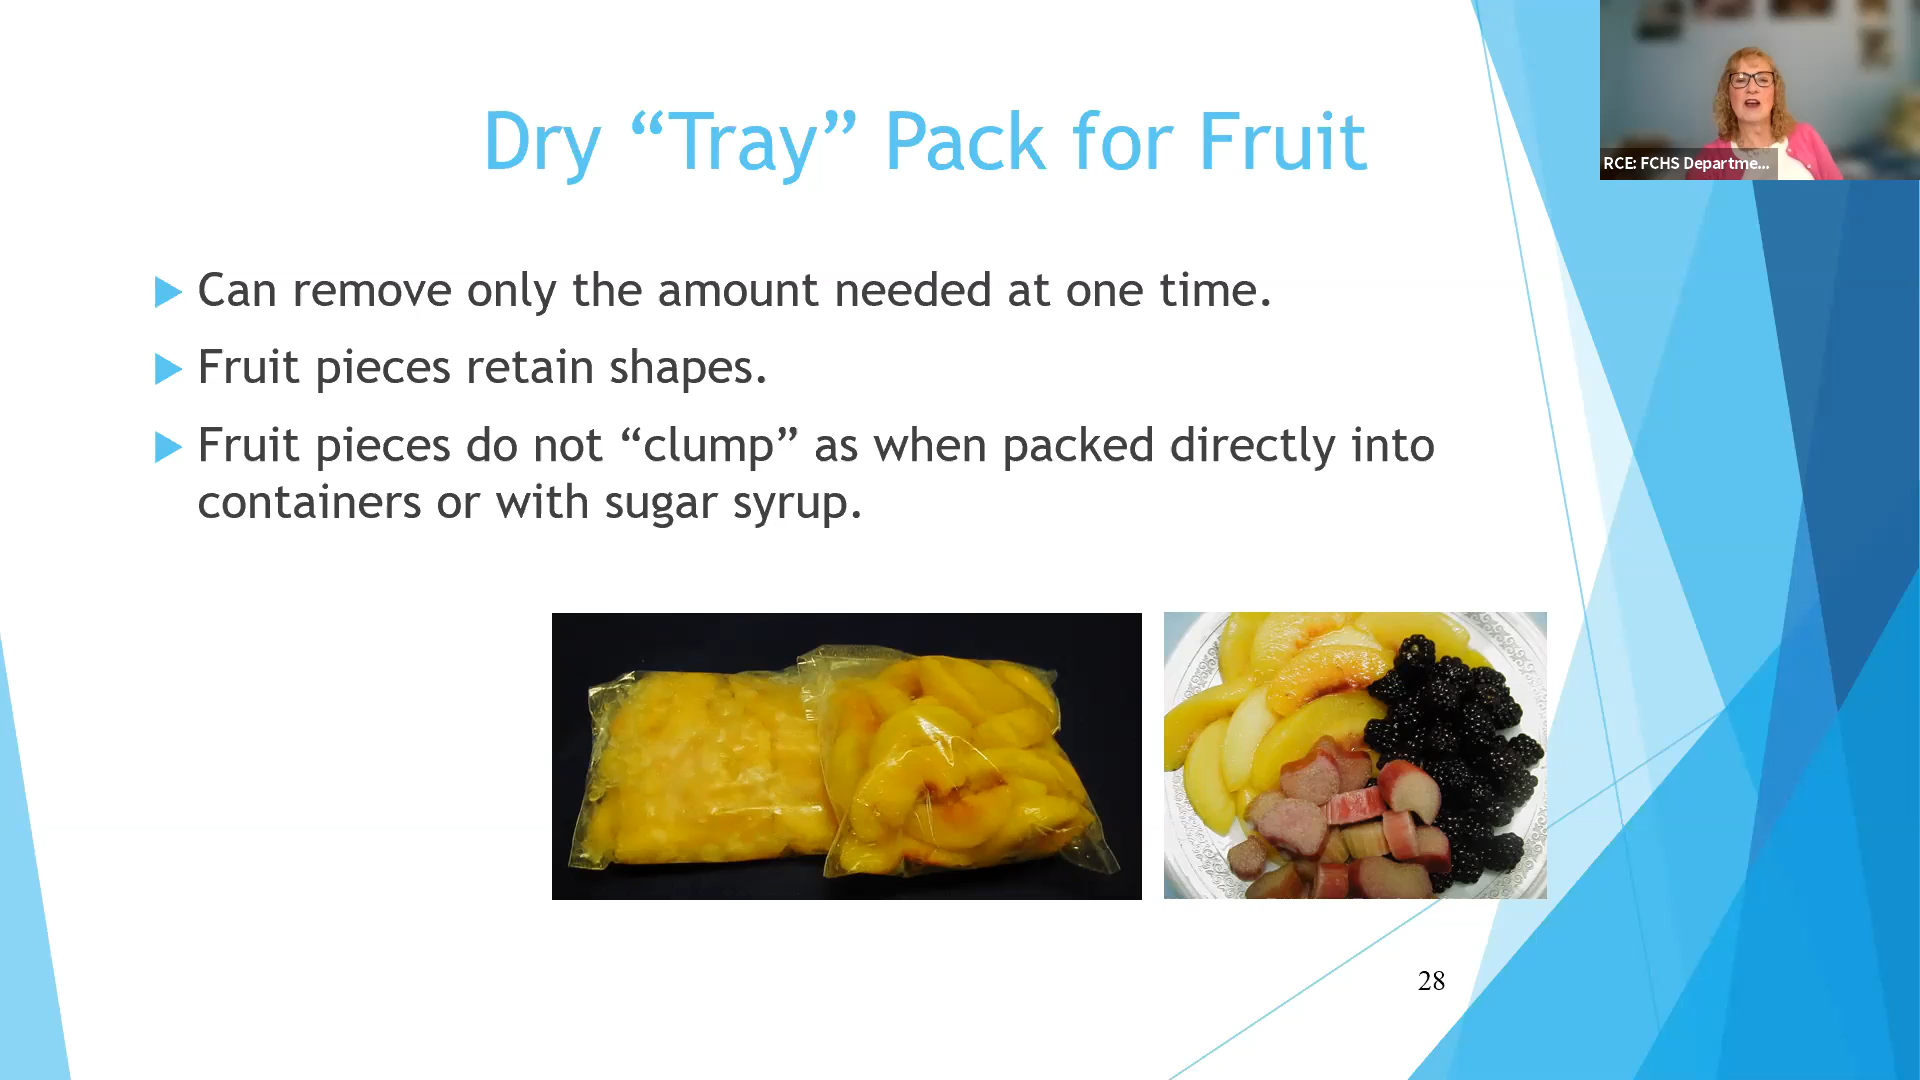 Dry “Tray” Pack for Fruit
RCE: FCHS Departme...
Can remove only the amount needed at one time.
Fruit pieces retain shapes.
Fruit pieces do not “clump” as when packed directly into
containers or with sugar syrup.
28